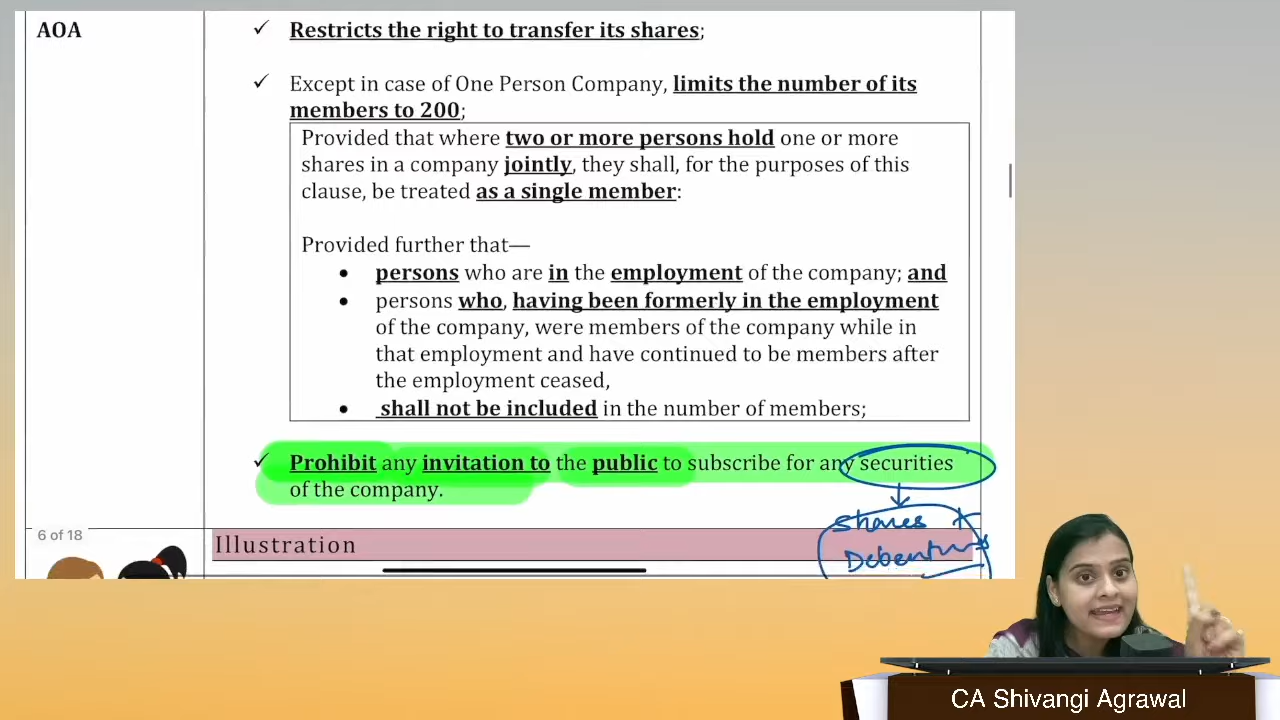 AOA
✓ Restricts the right to transfer its shares;
✓ Except in case of One Person Company, limits the number of its
members to 200;
Provided that where two or more persons hold one or more
shares in a company jointly, they shall, for the purposes of this
clause, be treated as a single member:
Provided further that—
• persons who are in the employment of the company; and
• persons who, having been formerly in the employment
of the company, were members of the company while in
that employment and have continued to be members after
the employment ceased,
• shall not be included in the number of members;
✓ Prohibit any invitation to the public to subscribe for any securities
of the company.
Shares
Debenture
6 of 18
Illustration
CA Shivangi Agrawal